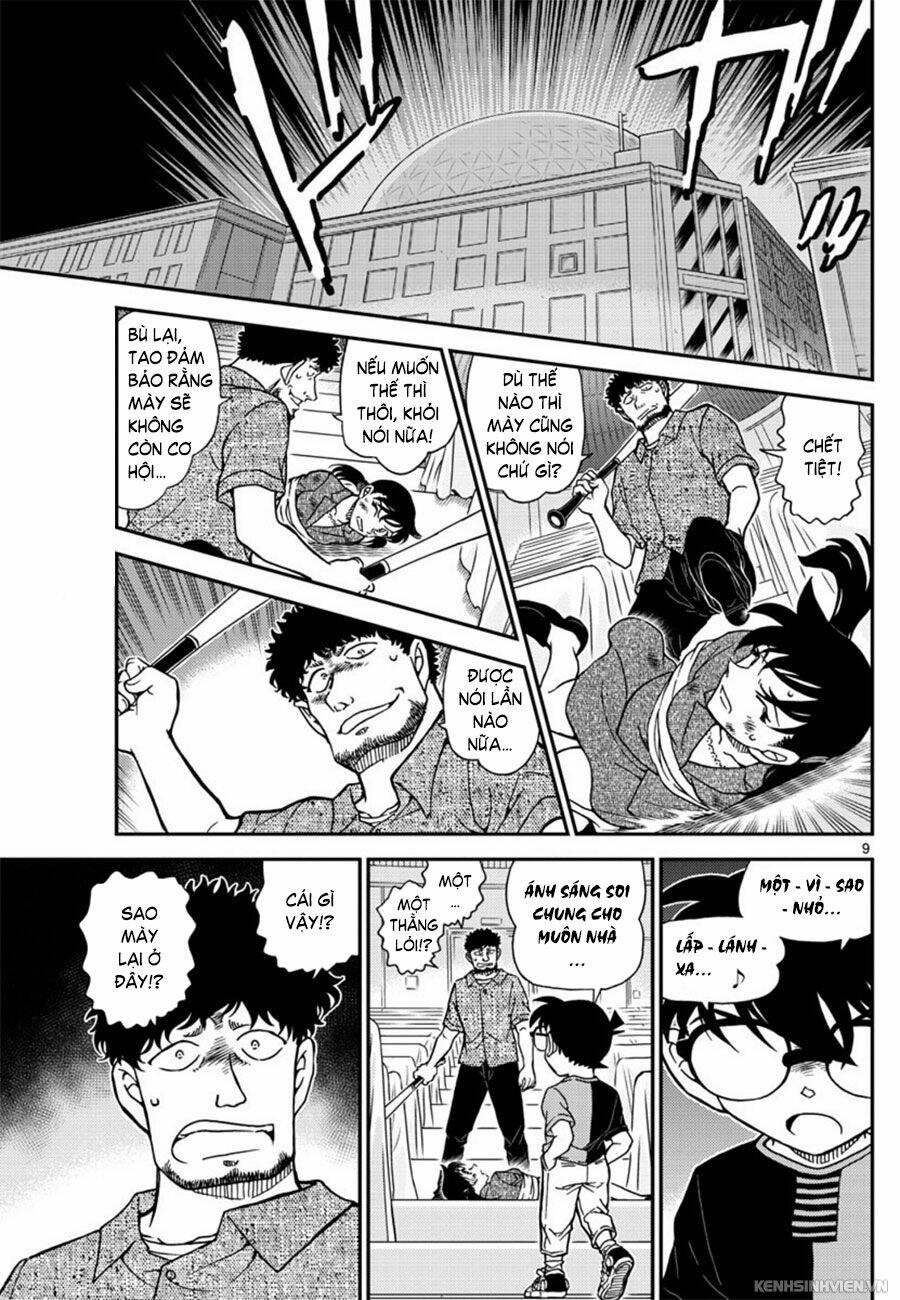 ドガッ
CHẾT
TIỆT!
DÙ THẾ
NÀO THÌ
MÀY CŨNG
KHÔNG NÓI
CHỨ GÌ?
NẾU MUỐN
THẾ THÌ
THÔI, KHỎI
NÓI NỮA!
BÙ LẠI,
TAO ĐẢM
BẢO RẰNG
MÀY SẼ
KHÔNG
CÒN CƠ
HỘI...
ĐƯỢC
NÓI LẦN
NÀO
NỮA...
9
MỘT - VÌ - SAO
- NHỎ...
LẤP - LÁNH -
XA...
♪
ÁNH SÁNG SOI
CHUNG CHO
MUÔN NHÀ
...
MỘT
...
MỘT
THẰNG
LỎI!?
CÁI GÌ
VẬY!?
SAO
MÀY
LẠI Ở
ĐÂY!?
KENHSINHVIEN.VN